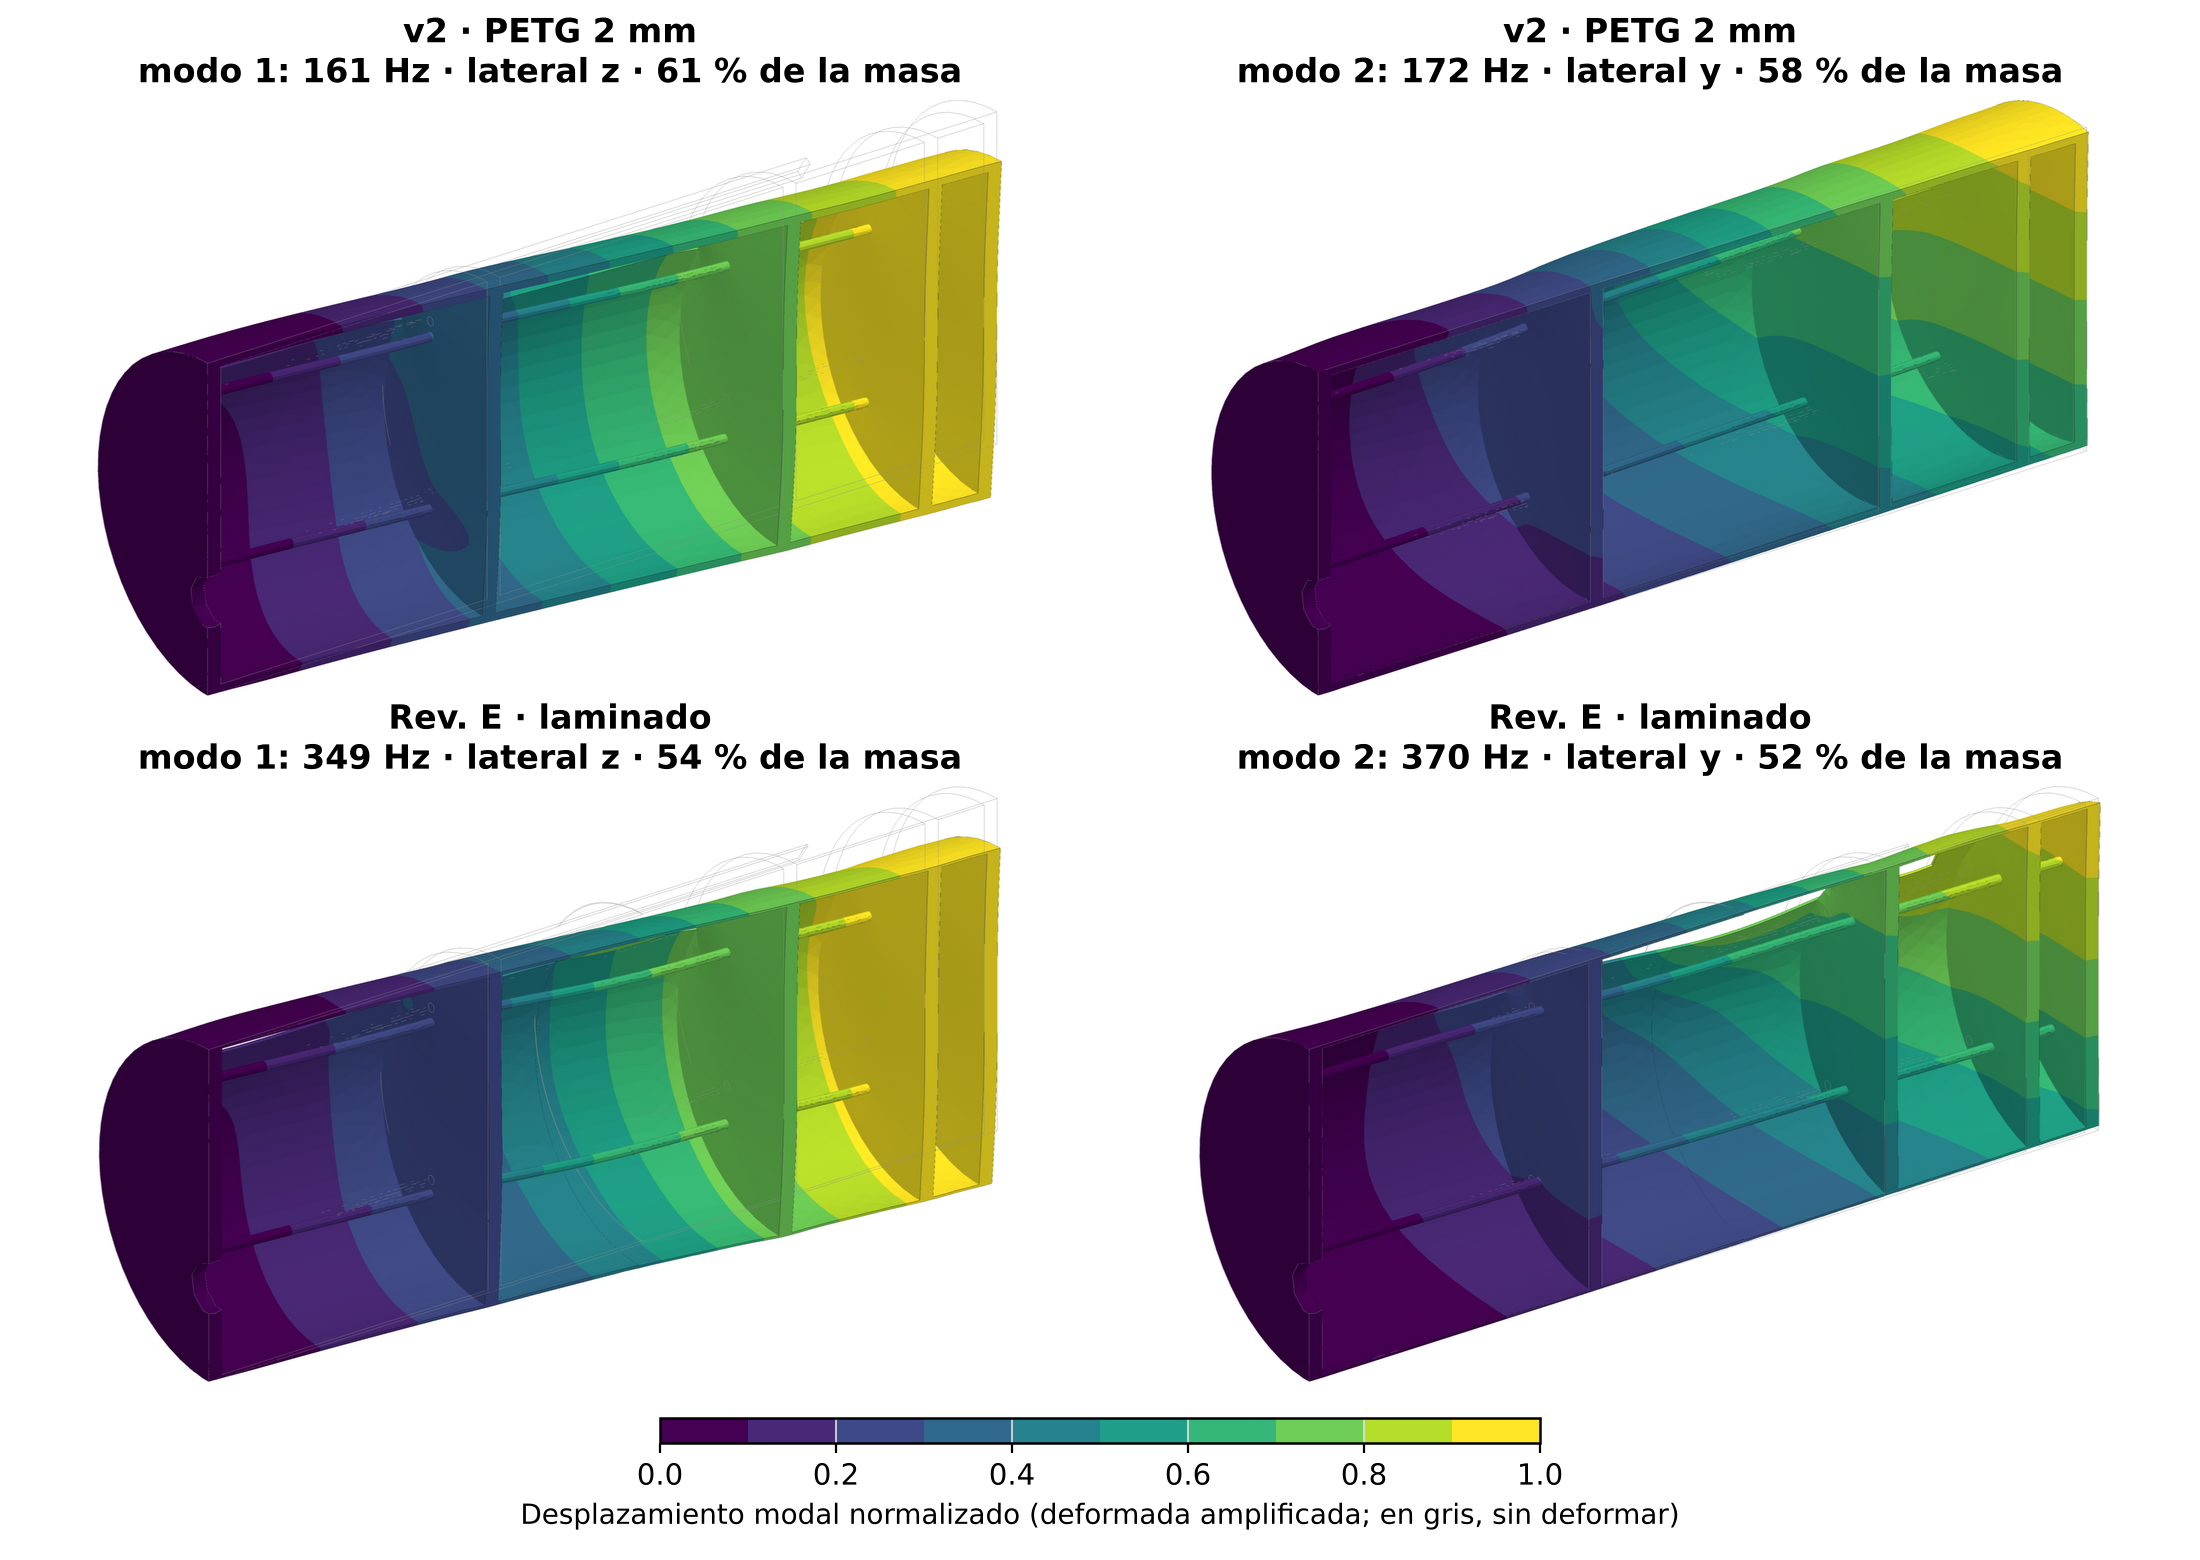 v2 · PETG 2 mm
modo 1: 161 Hz · lateral z · 61 % de la masa
v2 · PETG 2 mm
modo 2: 172 Hz · lateral y · 58 % de la masa
Rev. E · laminado
modo 1: 349 Hz · lateral z · 54 % de la masa
Rev. E · laminado
modo 2: 370 Hz · lateral y · 52 % de la masa
0.0 0.2 0.4 0.6 0.8 1.0
Desplazamiento modal normalizado (deformada amplificada; en gris, sin deformar)